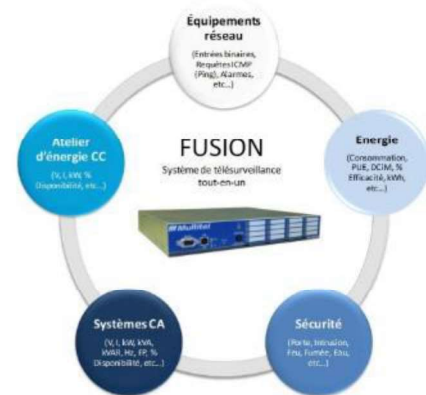 Équipements
réseau
(Entrées binaires,
Requêtes ICMP
(Ping), Alarmes,
etc...)
Atelier
d'énergie CC
(V, I, kW, %
Disponibilité, etc...)
FUSION
Système de télésurveillance
tout-en-un
Multitel
Energie
(Consommation,
PUE, DCiM, %
Efficacité, kWh,
etc...)
Systèmes CA
(V, I, kW, kVA,
kVAR, Hz, FP, %
Disponibilité, etc...)
Sécurité
(Porte, Intrusion,
Feu, Fumée, Eau,
etc...)